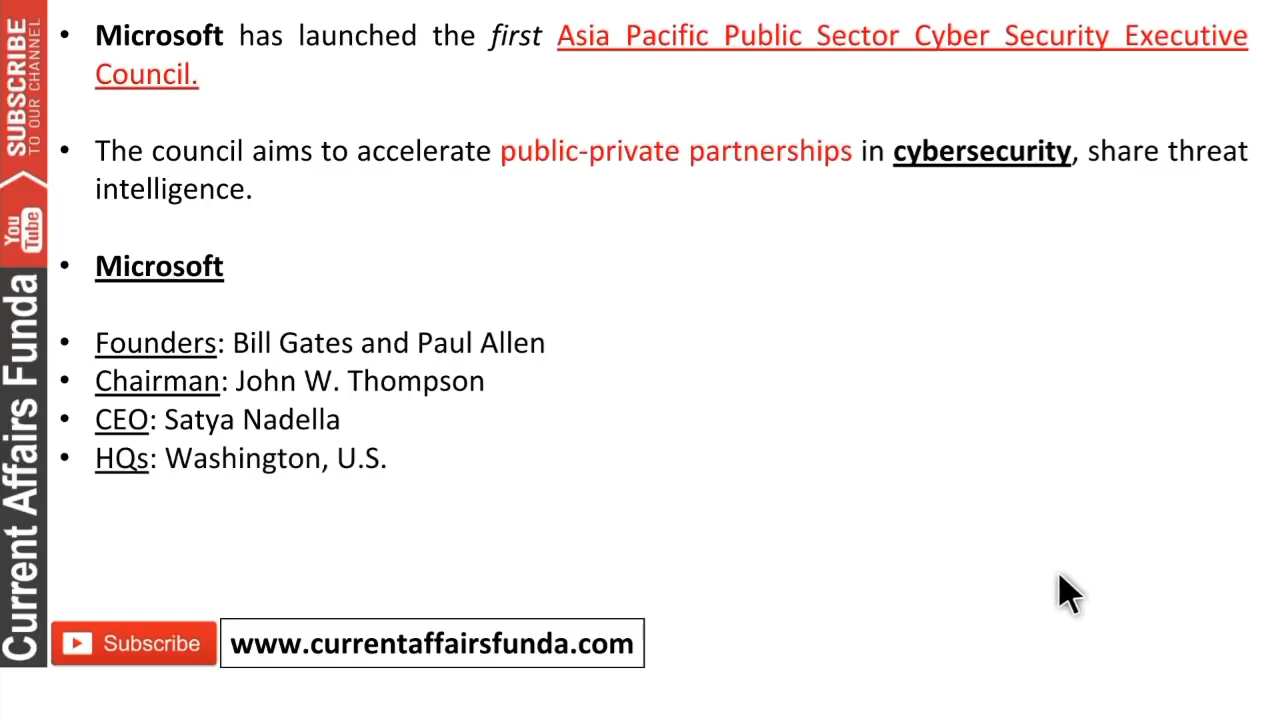 • Microsoft has launched the first Asia Pacific Public Sector Cyber Security Executive
Council.
• The council aims to accelerate public-private partnerships in cybersecurity, share threat
intelligence.
• Microsoft
• Founders: Bill Gates and Paul Allen
• Chairman: John W. Thompson
• CEO: Satya Nadella
• HQs: Washington, U.S.
SUBSCRIBE
TO OUR CHANNEL
You
Tube
Current Affairs Funda
Subscribe
www.currentaffairsfunda.com